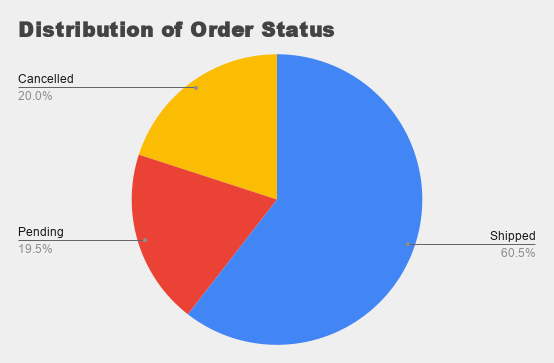 Distribution of Order Status
Cancelled
20.0%
Pending
19.5%
Shipped
60.5%